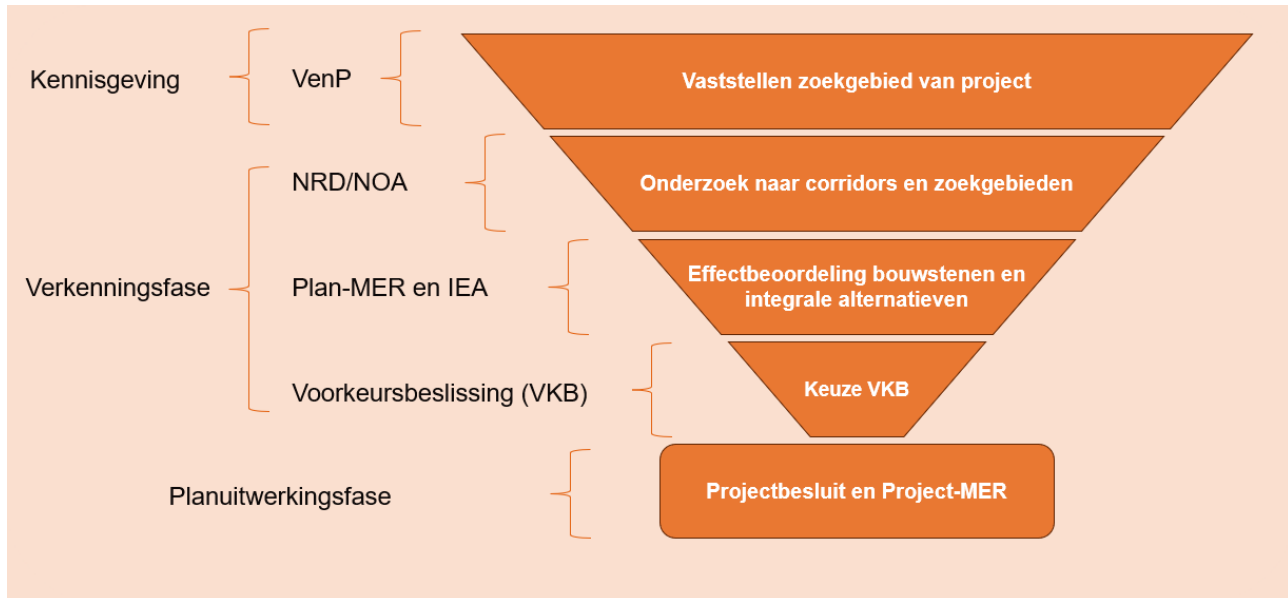 Kennisgeving
VenP
Vaststellen zoekgebied van project
NRD/NOA
Onderzoek naar corridors en zoekgebieden
Verkenningsfase
Plan-MER en IEA
Effectbeoordeling bouwstenen en
integrale alternatieven
Voorkeursbeslissing (VKB)
Keuze VKB
Planuitwerkingsfase
Projectbesluit en Project-MER